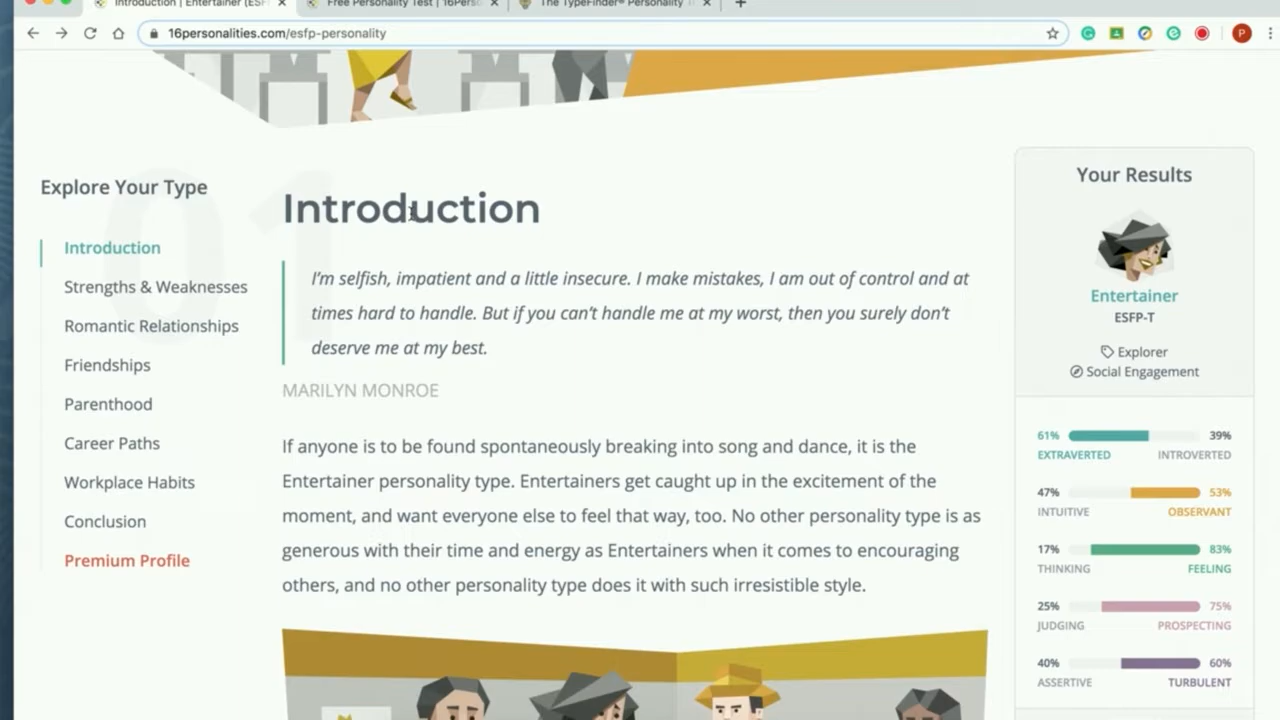 Introduction | Entertainer (ESF
Free Personality Test | 16Perso
The TypeFinder® Personality T
16personalities.com/esfp-personality
P
01
Explore Your Type
Introduction
Strengths & Weaknesses
Romantic Relationships
Friendships
Parenthood
Career Paths
Workplace Habits
Conclusion
Premium Profile
Introduction
I'm selfish, impatient and a little insecure. I make mistakes, I am out of control and at
times hard to handle. But if you can't handle me at my worst, then you surely don't
deserve me at my best.
MARILYN MONROE
If anyone is to be found spontaneously breaking into song and dance, it is the
Entertainer personality type. Entertainers get caught up in the excitement of the
moment, and want everyone else to feel that way, too. No other personality type is as
generous with their time and energy as Entertainers when it comes to encouraging
others, and no other personality type does it with such irresistible style.
Your Results
Entertainer
ESFP-T
Explorer
Social Engagement
61% 39%
EXTRAVERTED INTROVERTED
47% 53%
INTUITIVE OBSERVANT
17% 83%
THINKING FEELING
25% 75%
JUDGING PROSPECTING
40% 60%
ASSERTIVE TURBULENT